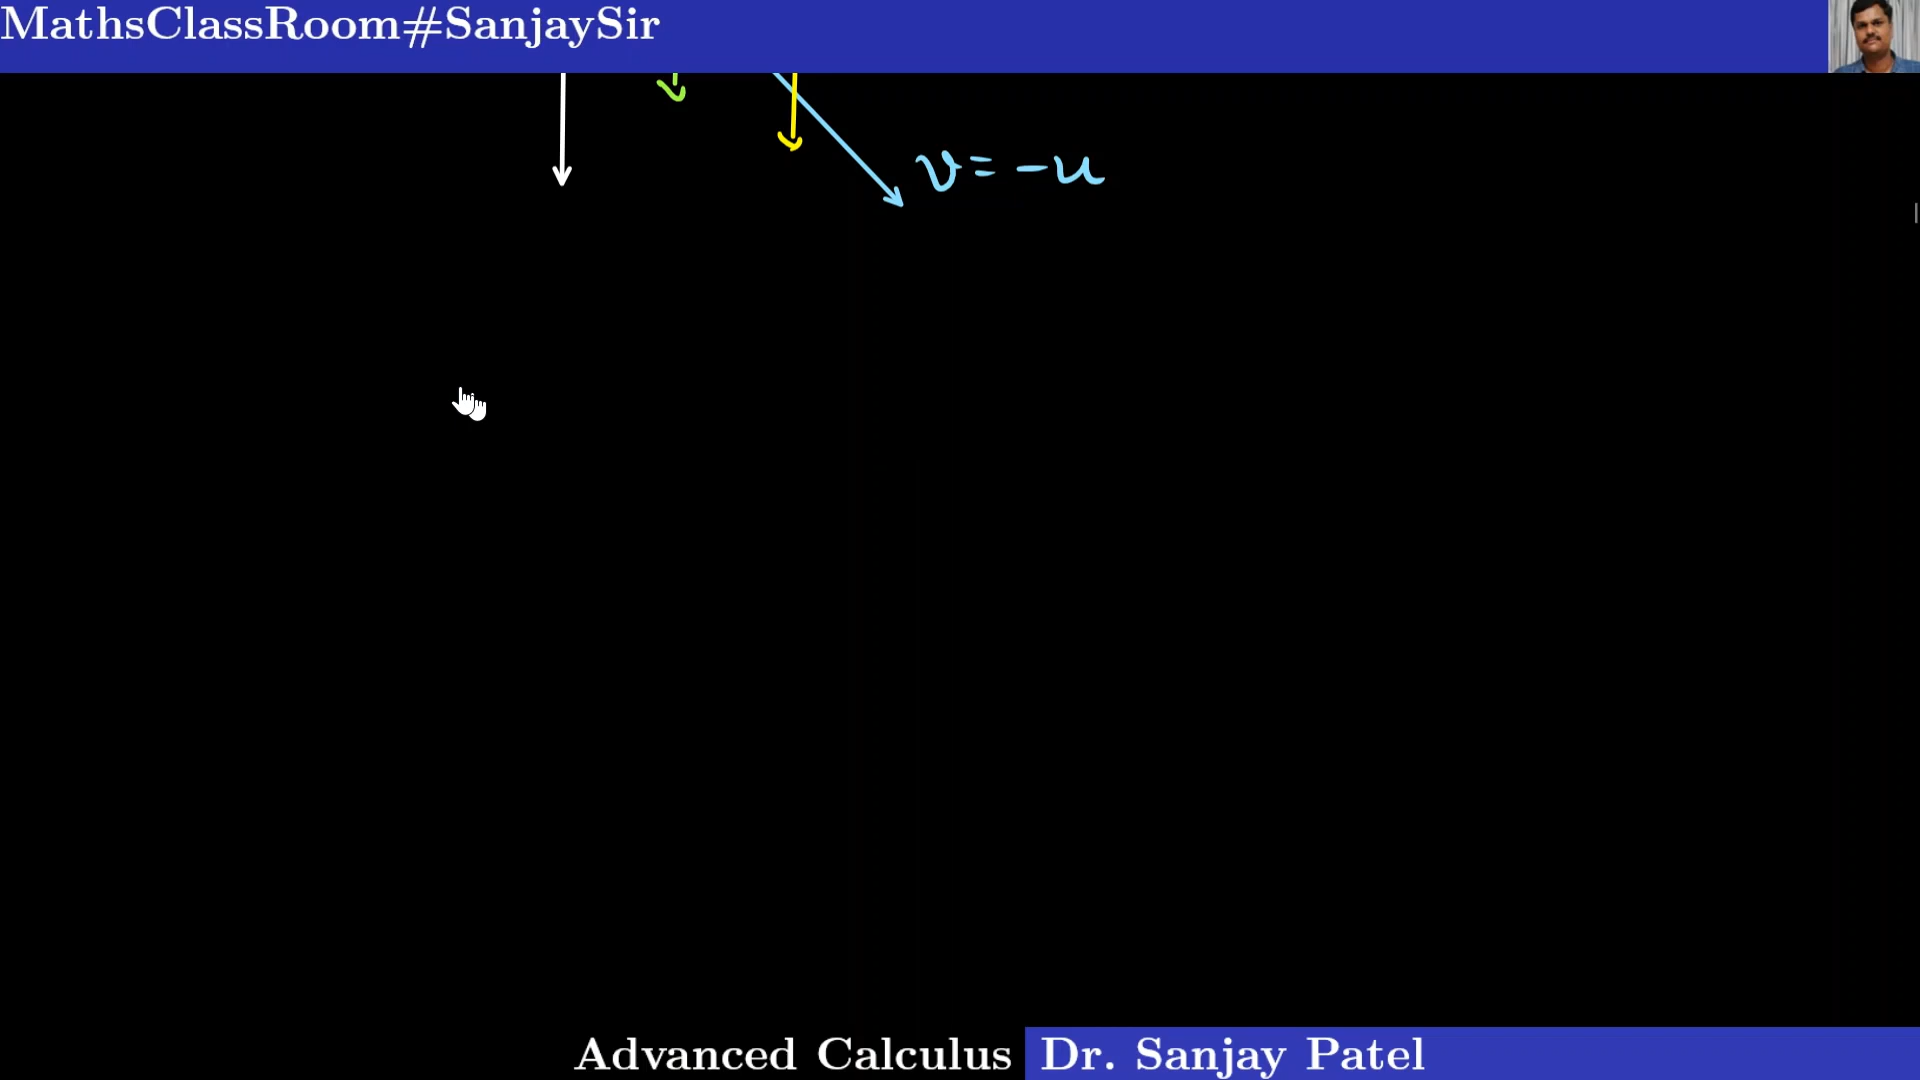 MathsClassRoom#SanjaySir
v = -u
Advanced Calculus Dr. Sanjay Patel